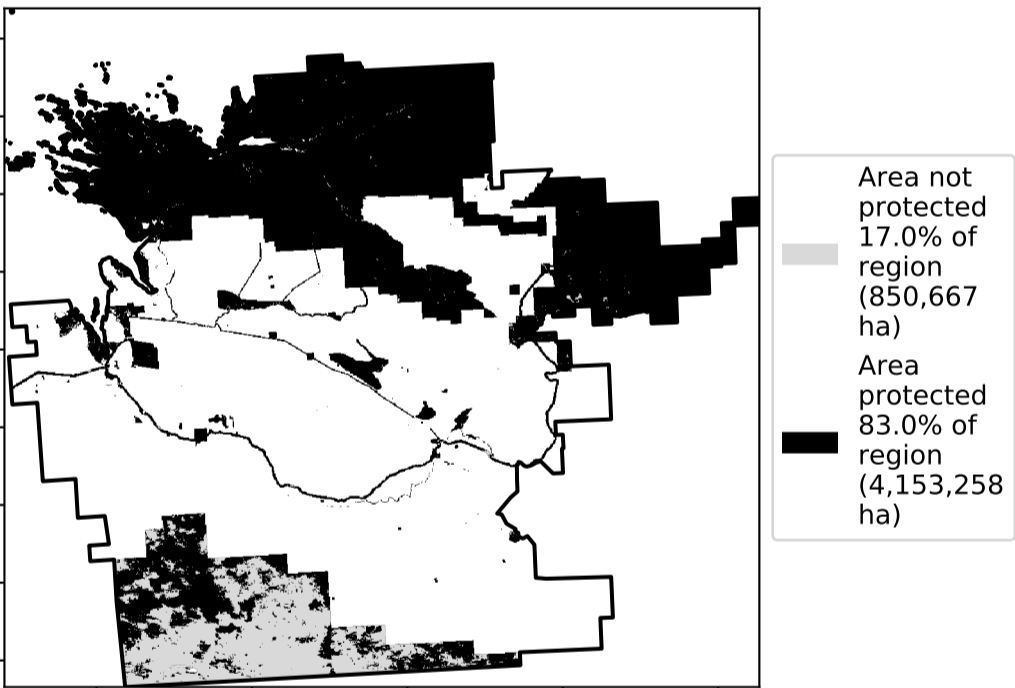 Area not
protected
17.0% of
region
(850,667
ha)
Area
protected
83.0% of
region
(4,153,258
ha)